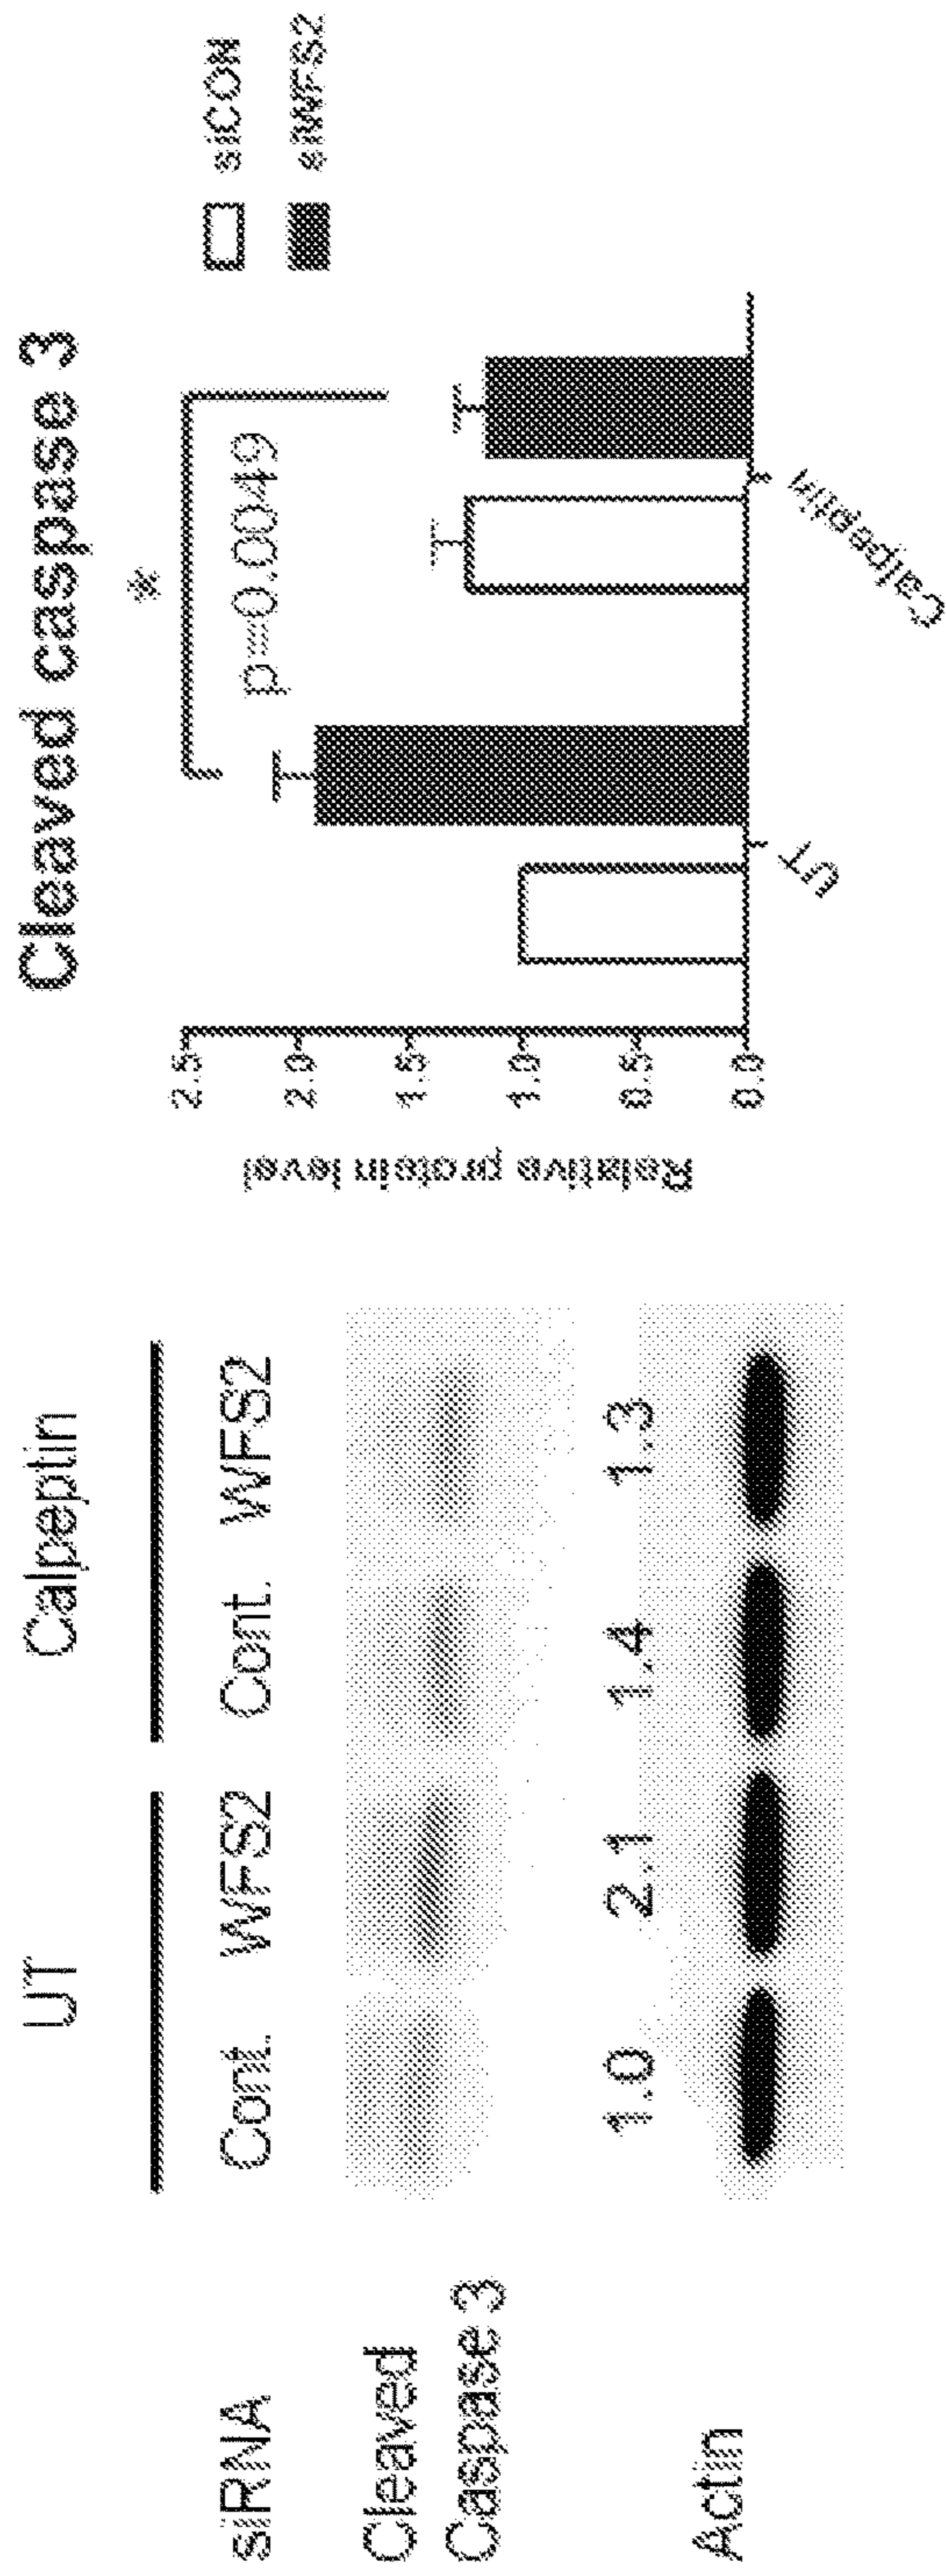 UT Calpeptin
siRNA Cont. WFS2 Cont. WFS2
Cleaved
Caspase 3
1.0 2.1 1.4 1.3
Actin
Cleaved caspase 3
*
p=0.0049
siCON
siWFS2
Relative protein level
2.5
2.0
1.5
1.0
0.5
0.0
UT
Calpeptin